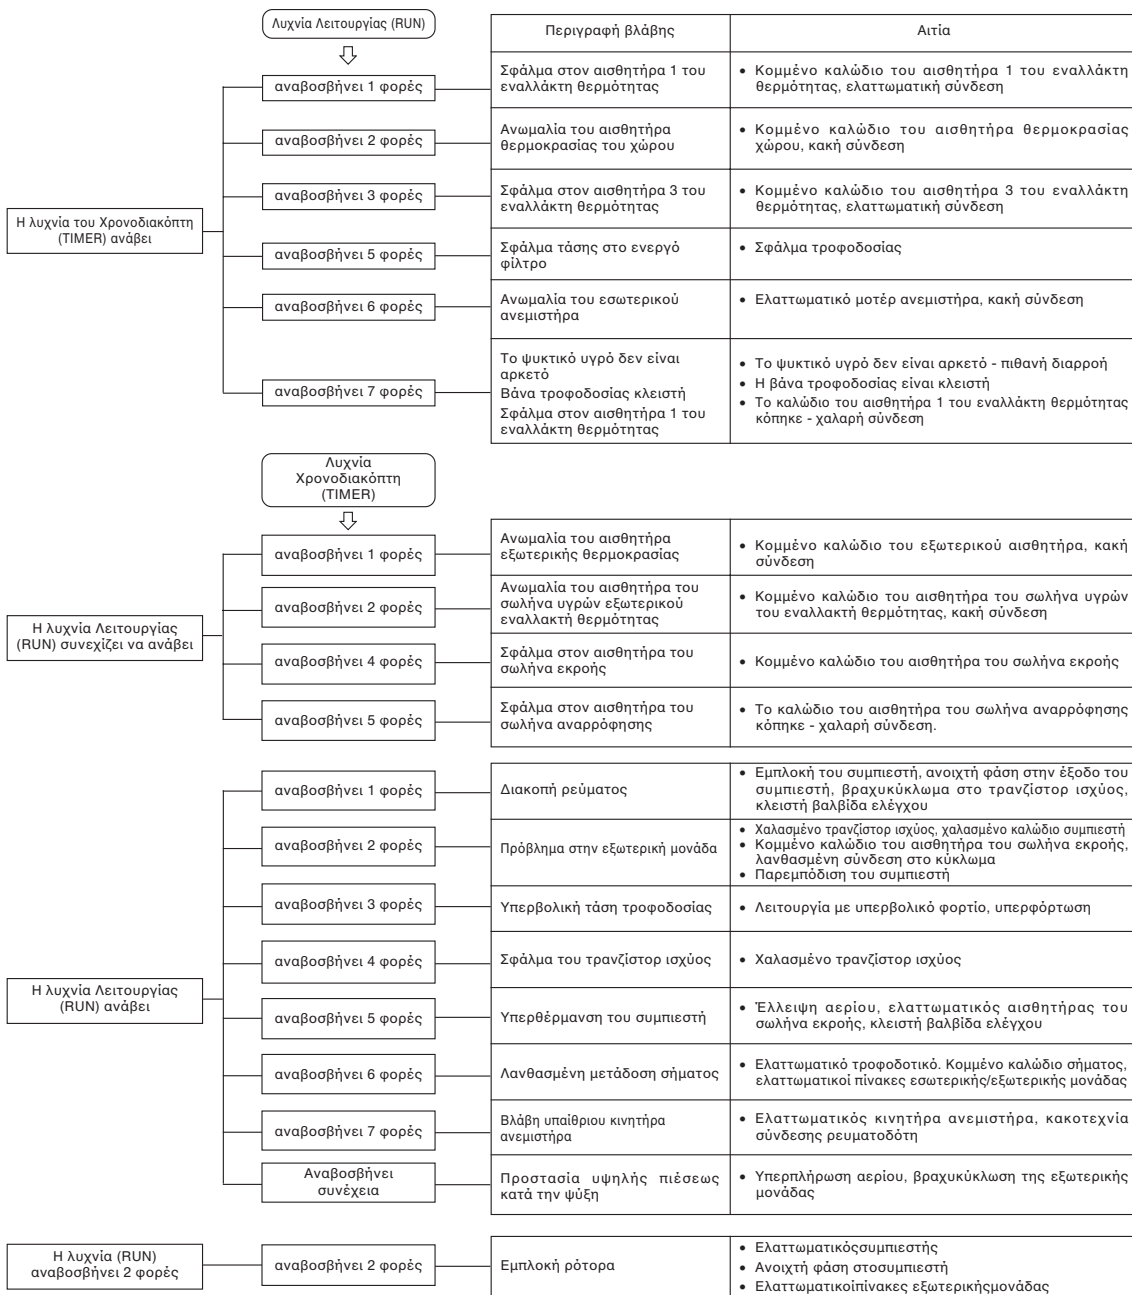 Λυχνία Λειτουργίας (RUN)
Περιγραφή βλάβης
Αιτία
Η λυχνία του Χρονοδιακόπτη
(TIMER) ανάβει
αναβοσβήνει 1 φορές
Σφάλμα στον αισθητήρα 1 του
εναλλάκτη θερμότητας
• Κομμένο καλώδιο του αισθητήρα 1 του εναλλάκτη
θερμότητας, ελαττωματική σύνδεση
αναβοσβήνει 2 φορές
Ανωμαλία του αισθητήρα
θερμοκρασίας του χώρου
• Κομμένο καλώδιο του αισθητήρα θερμοκρασίας
χώρου, κακή σύνδεση
αναβοσβήνει 3 φορές
Σφάλμα στον αισθητήρα 3 του
εναλλάκτη θερμότητας
• Κομμένο καλώδιο του αισθητήρα 3 του εναλλάκτη
θερμότητας, ελαττωματική σύνδεση
αναβοσβήνει 5 φορές
Σφάλμα τάσης στο ενεργό
φίλτρο
• Σφάλμα τροφοδοσίας
αναβοσβήνει 6 φορές
Ανωμαλία του εσωτερικού
ανεμιστήρα
• Ελαττωματικό μοτέρ ανεμιστήρα, κακή σύνδεση
αναβοσβήνει 7 φορές
Το ψυκτικό υγρό δεν είναι
αρκετό
Βάνα τροφοδοσίας κλειστή
Σφάλμα στον αισθητήρα 1 του
εναλλάκτη θερμότητας
• Το ψυκτικό υγρό δεν είναι αρκετό - πιθανή διαρροή
• Η βάνα τροφοδοσίας είναι κλειστή
• Το καλώδιο του αισθητήρα 1 του εναλλάκτη θερμότητας
κόπηκε - χαλαρή σύνδεση
Λυχνία
Χρονοδιακόπτη
(TIMER)
Η λυχνία Λειτουργίας
(RUN) συνεχίζει να ανάβει
αναβοσβήνει 1 φορές
Ανωμαλία του αισθητήρα
εξωτερικής θερμοκρασίας
• Κομμένο καλώδιο του εξωτερικού αισθητήρα, κακή
σύνδεση
αναβοσβήνει 2 φορές
Ανωμαλία του αισθητήρα του
σωλήνα υγρών εξωτερικού
εναλλακτή θερμότητας
• Κομμένο καλώδιο του αισθητήρα του σωλήνα υγρών
του εναλλακτή θερμότητας, κακή σύνδεση
αναβοσβήνει 4 φορές
Σφάλμα στον αισθητήρα του
σωλήνα εκροής
• Κομμένο καλώδιο του αισθητήρα του σωλήνα εκροής
αναβοσβήνει 5 φορές
Σφάλμα στον αισθητήρα του
σωλήνα αναρρόφησης
• Το καλώδιο του αισθητήρα του σωλήνα αναρρόφησης
κόπηκε - χαλαρή σύνδεση.
Η λυχνία Λειτουργίας
(RUN) ανάβει
αναβοσβήνει 1 φορές
Διακοπή ρεύματος
• Εμπλοκή του συμπιεστή, ανοιχτή φάση στην έξοδο του
συμπιεστή, βραχυκύκλωμα στο τρανζίστορ ισχύος,
κλειστή βαλβίδα ελέγχου
αναβοσβήνει 2 φορές
Πρόβλημα στην εξωτερική μονάδα
• Χαλασμένο τρανζίστορ ισχύος, χαλασμένο καλώδιο συμπιεστή
• Κομμένο καλώδιο του αισθητήρα του σωλήνα εκροής,
λανθασμένη σύνδεση στο κύκλωμα
• Παρεμπόδιση του συμπιεστή
αναβοσβήνει 3 φορές
Υπερβολική τάση τροφοδοσίας
• Λειτουργία με υπερβολικό φορτίο, υπερφόρτωση
αναβοσβήνει 4 φορές
Σφάλμα του τρανζίστορ ισχύος
• Χαλασμένο τρανζίστορ ισχύος
αναβοσβήνει 5 φορές
Υπερθέρμανση του συμπιεστή
• Έλλειψη αερίου, ελαττωματικός αισθητήρας του
σωλήνα εκροής, κλειστή βαλβίδα ελέγχου
αναβοσβήνει 6 φορές
Λανθασμένη μετάδοση σήματος
• Ελαττωματικό τροφοδοτικό. Κομμένο καλώδιο σήματος,
ελαττωματικοί πίνακες εσωτερικής/εξωτερικής μονάδας
αναβοσβήνει 7 φορές
Βλάβη υπαίθριου κινητήρα
ανεμιστήρα
• Ελαττωματικός κινητήρα ανεμιστήρα, κακοτεχνία
σύνδεσης ρευματοδότη
Αναβοσβήνει
συνέχεια
Προστασία υψηλής πιέσεως
κατά την ψύξη
• Υπερπλήρωση αερίου, βραχυκύκλωση της εξωτερικής
μονάδας
Η λυχνία (RUN)
αναβοσβήνει 2 φορές
αναβοσβήνει 2 φορές
Εμπλοκή ρότορα
• Ελαττωματικόςσυμπιεστής
• Ανοιχτή φάση στοσυμπιεστή
• Ελαττωματικοίπίνακες εξωτερικήςμονάδας